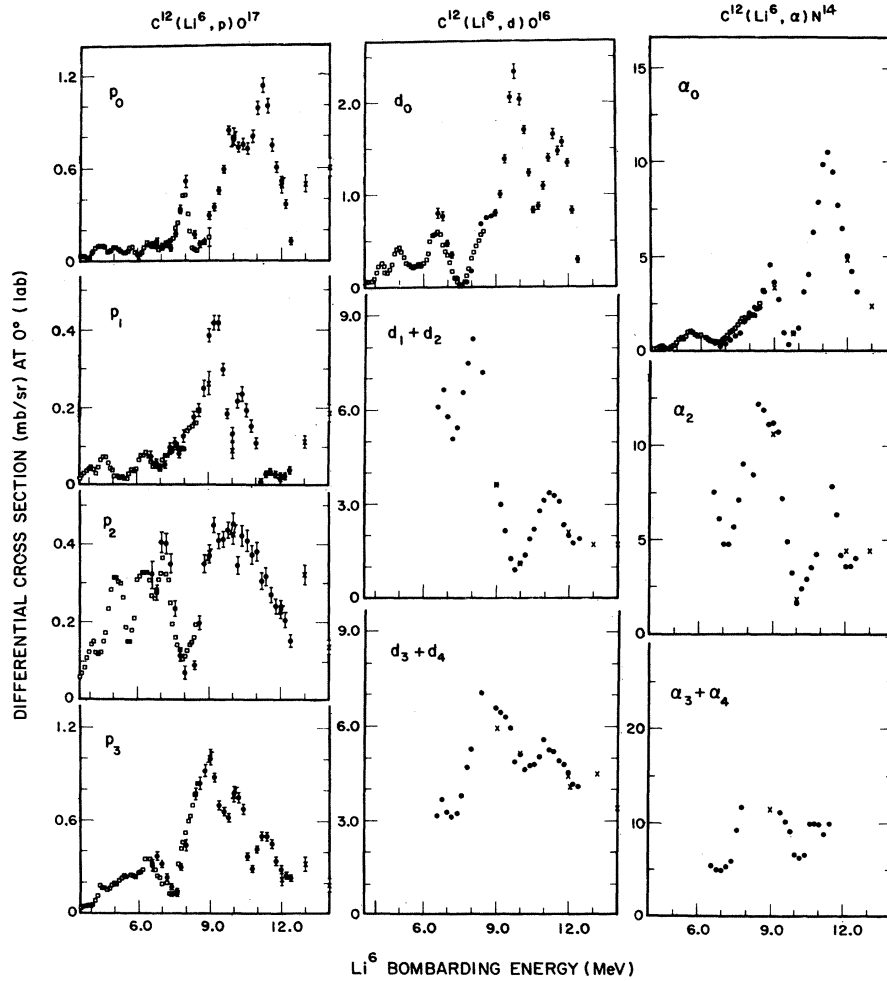 C¹²(Li⁶, p)O¹⁷
C¹²(Li⁶, d)O¹⁶
C¹²(Li⁶, α)N¹⁴
DIFFERENTIAL CROSS SECTION (mb/sr) AT 0° (lab)
p₀
1.2
0.6
0
p₁
0.4
0.2
0
p₂
0.4
0.2
0
p₃
1.2
0.6
0
6.0 9.0 12.0
d₀
2.0
1.0
0
d₁ + d₂
9.0
6.0
3.0
0
d₃ + d₄
9.0
6.0
3.0
0
6.0 9.0 12.0
α₀
15
10
5
0
α₂
10
5
0
α₃ + α₄
20
10
0
6.0 9.0 12.0
Li⁶ BOMBARDING ENERGY (MeV)